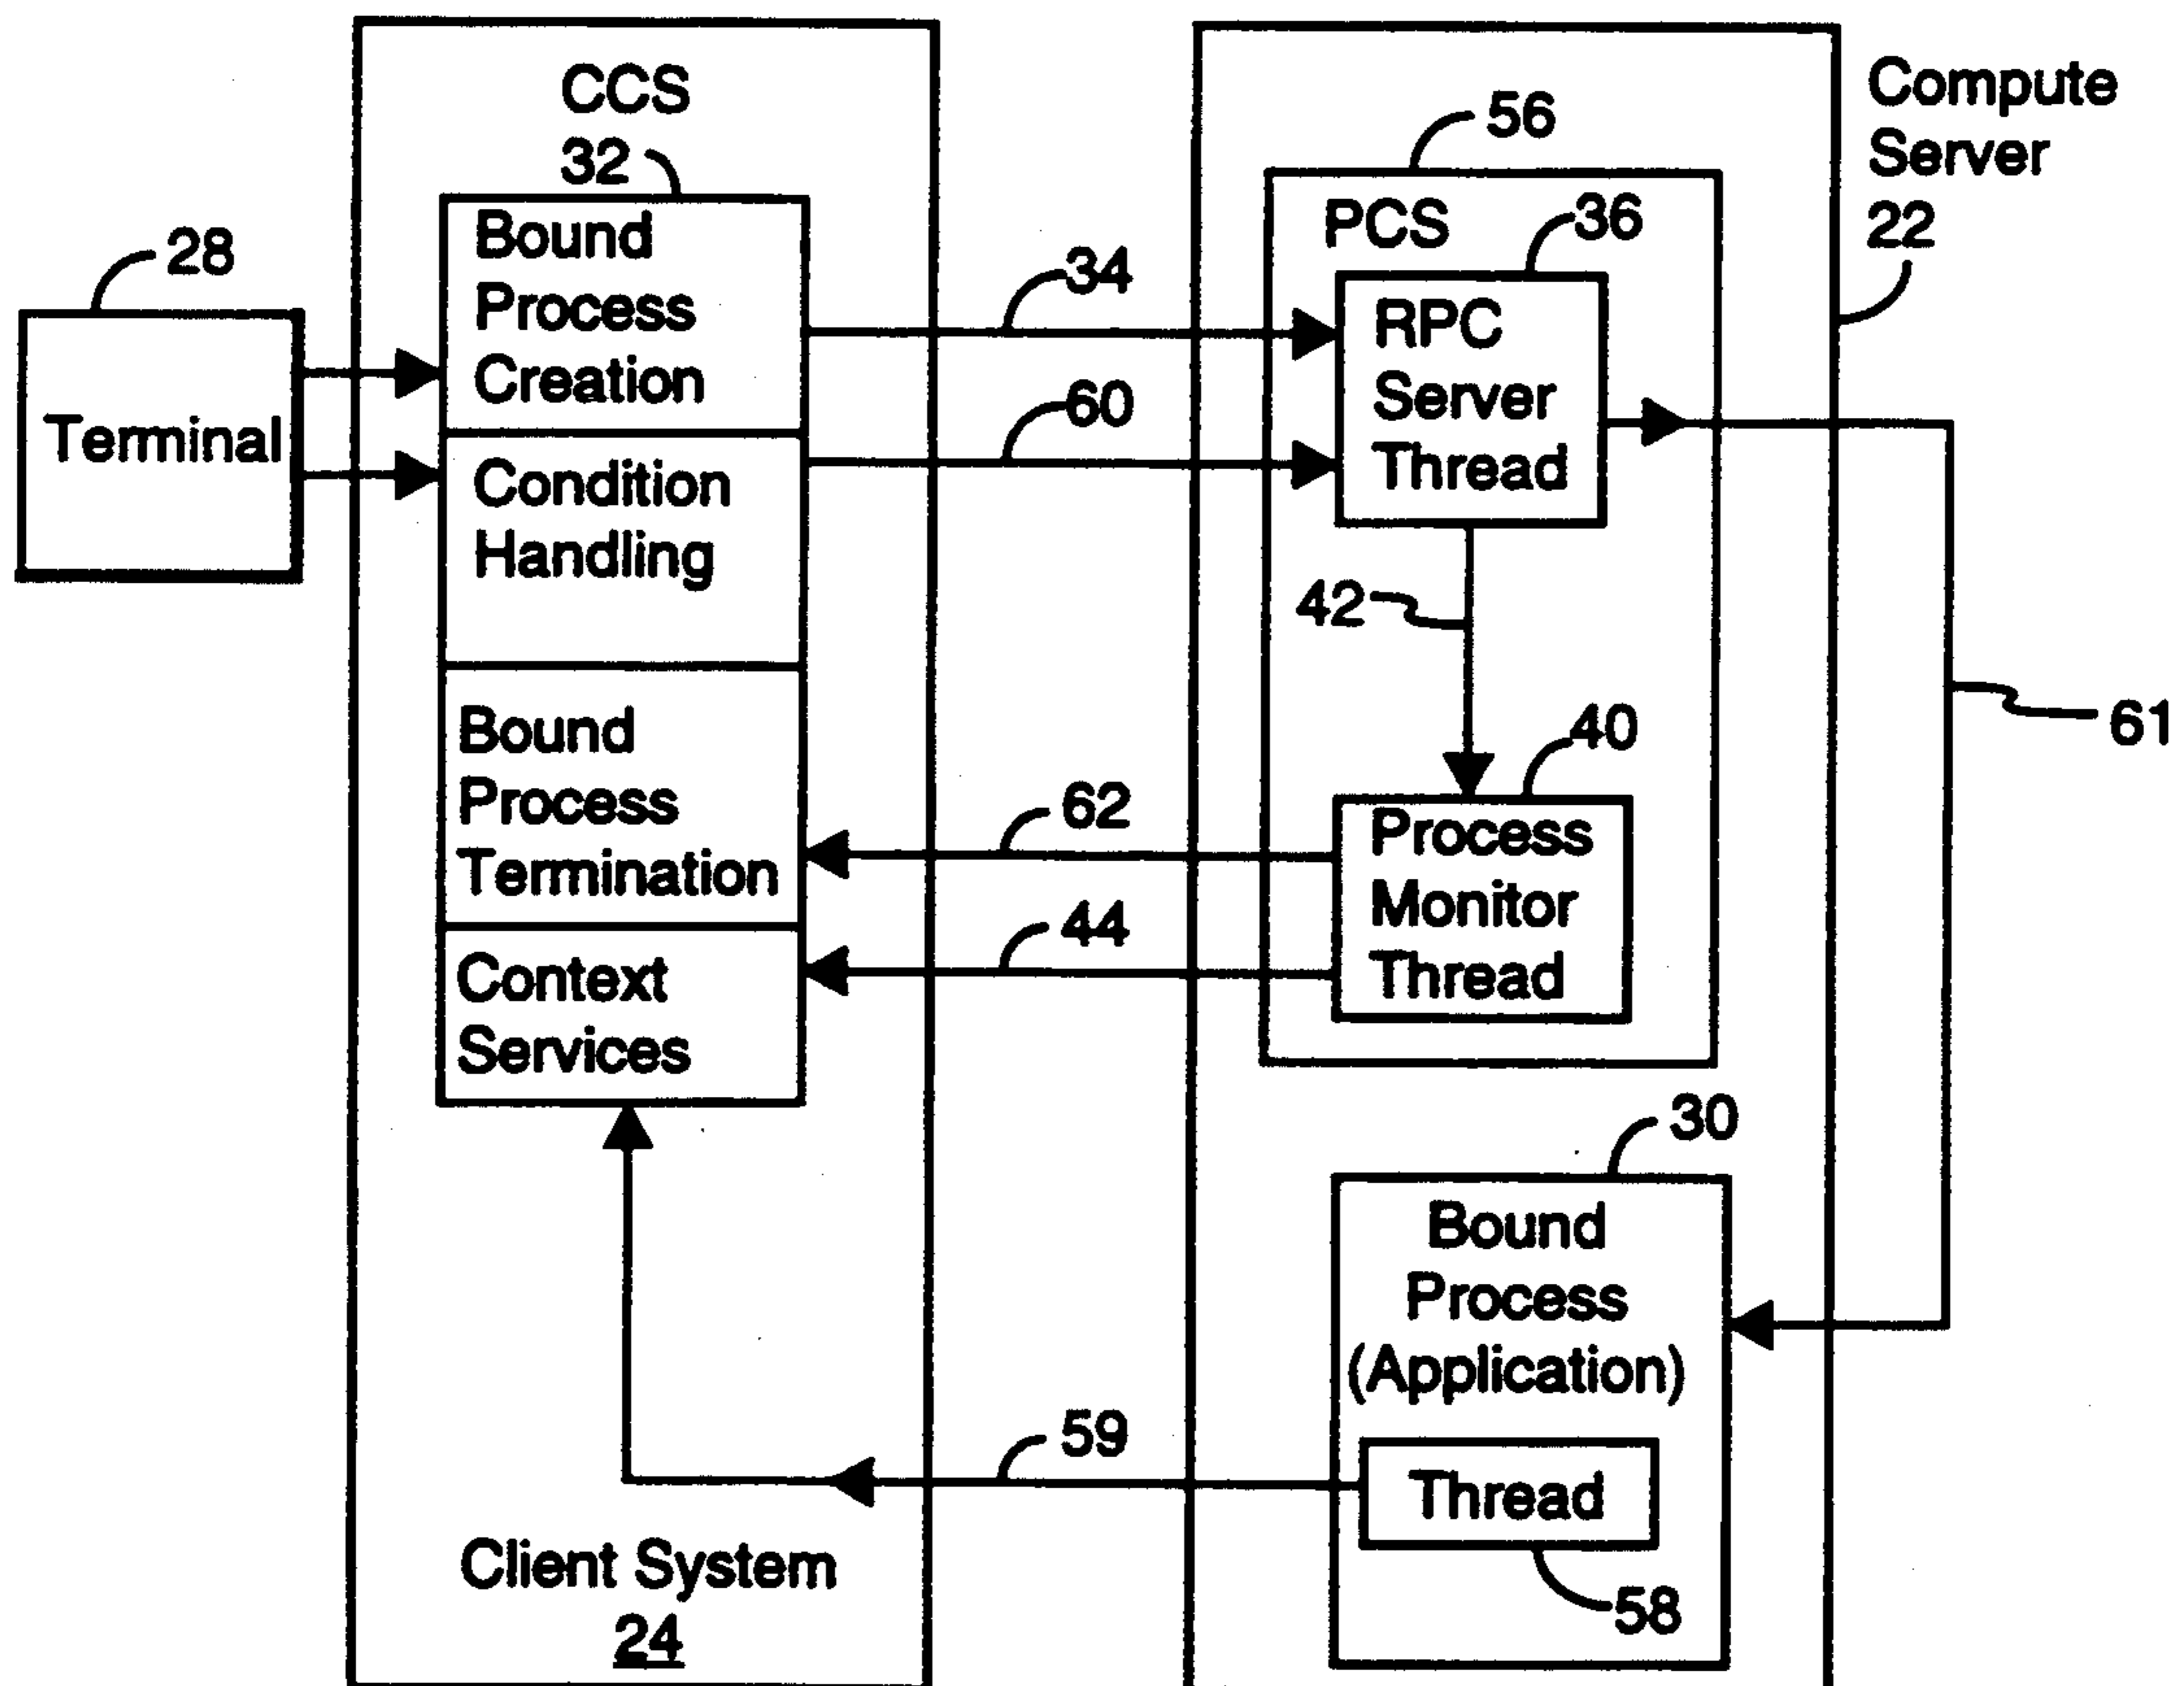 28
Terminal
CCS
32
Bound
Process
Creation
Condition
Handling
Bound
Process
Termination
Context
Services
Client System
24
34
60
62
44
59
Compute
Server
22
56
PCS
36
RPC
Server
Thread
42
40
Process
Monitor
Thread
61
30
Bound
Process
(Application)
Thread
58